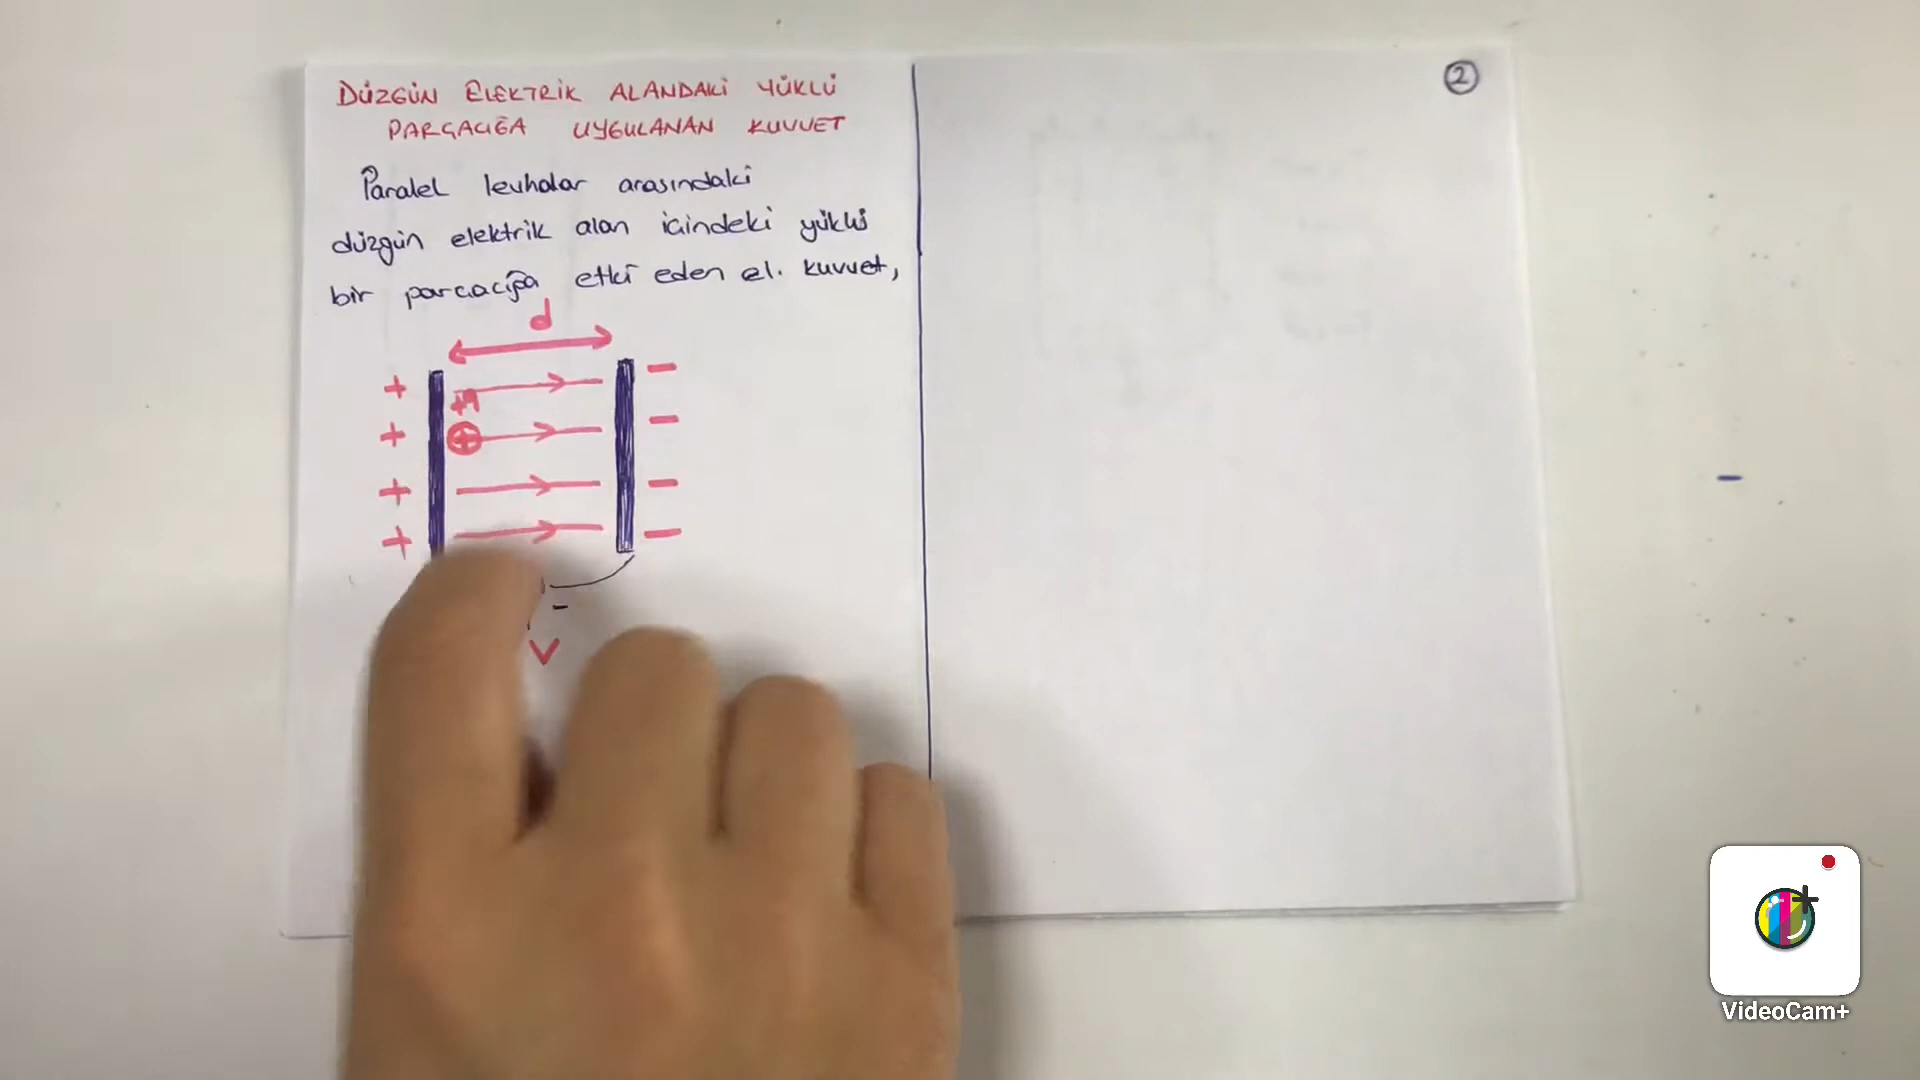 DÜZGÜN ELEKTRİK ALANDAKİ YÜKLÜ
PARÇACIĞA UYGULANAN KUVVET
Paralel levhalar arasındaki
düzgün elektrik alan içindeki yüklü
bir parçacığa etki eden el. kuvvet,
d
+ -
+q
+ + -
+ -
+ -
-
V
2
VideoCam+